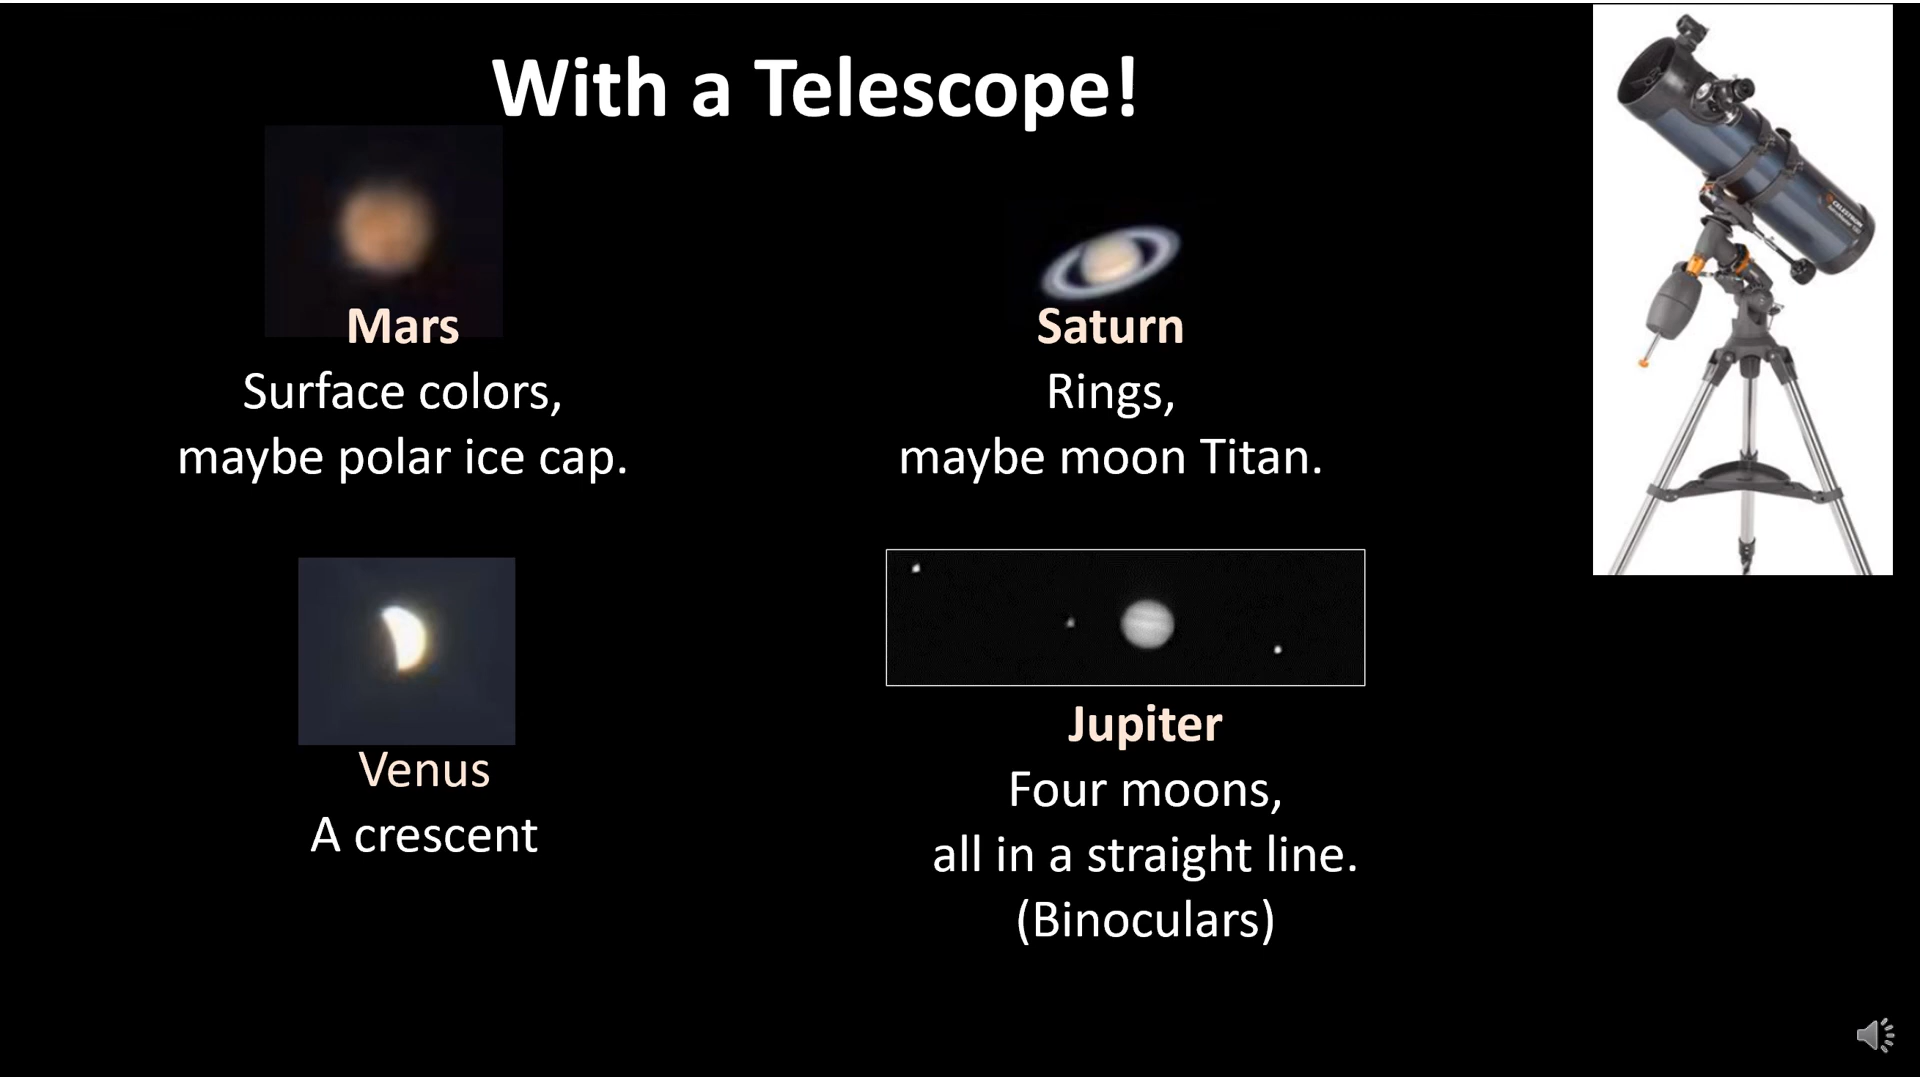 With a Telescope!
Mars
Surface colors,
maybe polar ice cap.
Saturn
Rings,
maybe moon Titan.
CELESTRON
Venus
A crescent
Jupiter
Four moons,
all in a straight line.
(Binoculars)